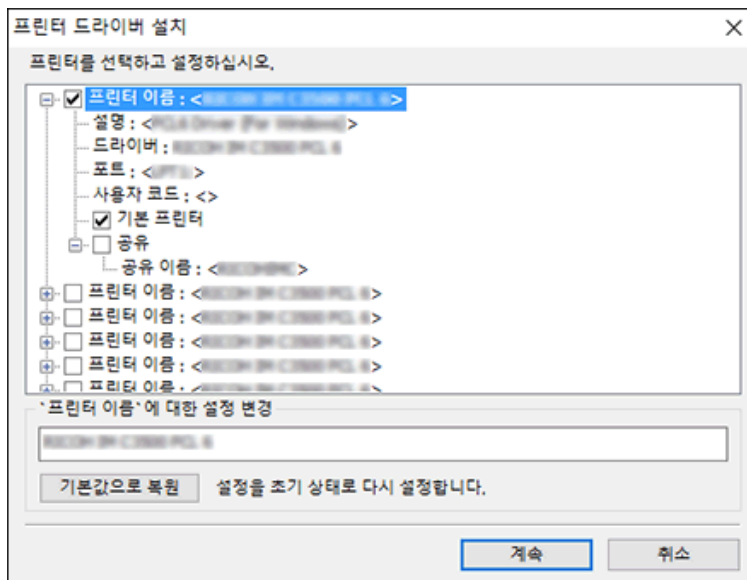 프린터 드라이버 설치
프린터를 선택하고 설정하십시오.
프린터 이름 : < >
설명 : < >
드라이버 :
포트 : < >
사용자 코드 : <>
기본 프린터
공유
공유 이름 : < >
프린터 이름 : < >
프린터 이름 : < >
프린터 이름 : < >
프린터 이름 : < >
프린터 이름 : < >
`프린터 이름`에 대한 설정 변경
기본값으로 복원 설정을 초기 상태로 다시 설정합니다.
계속 취소